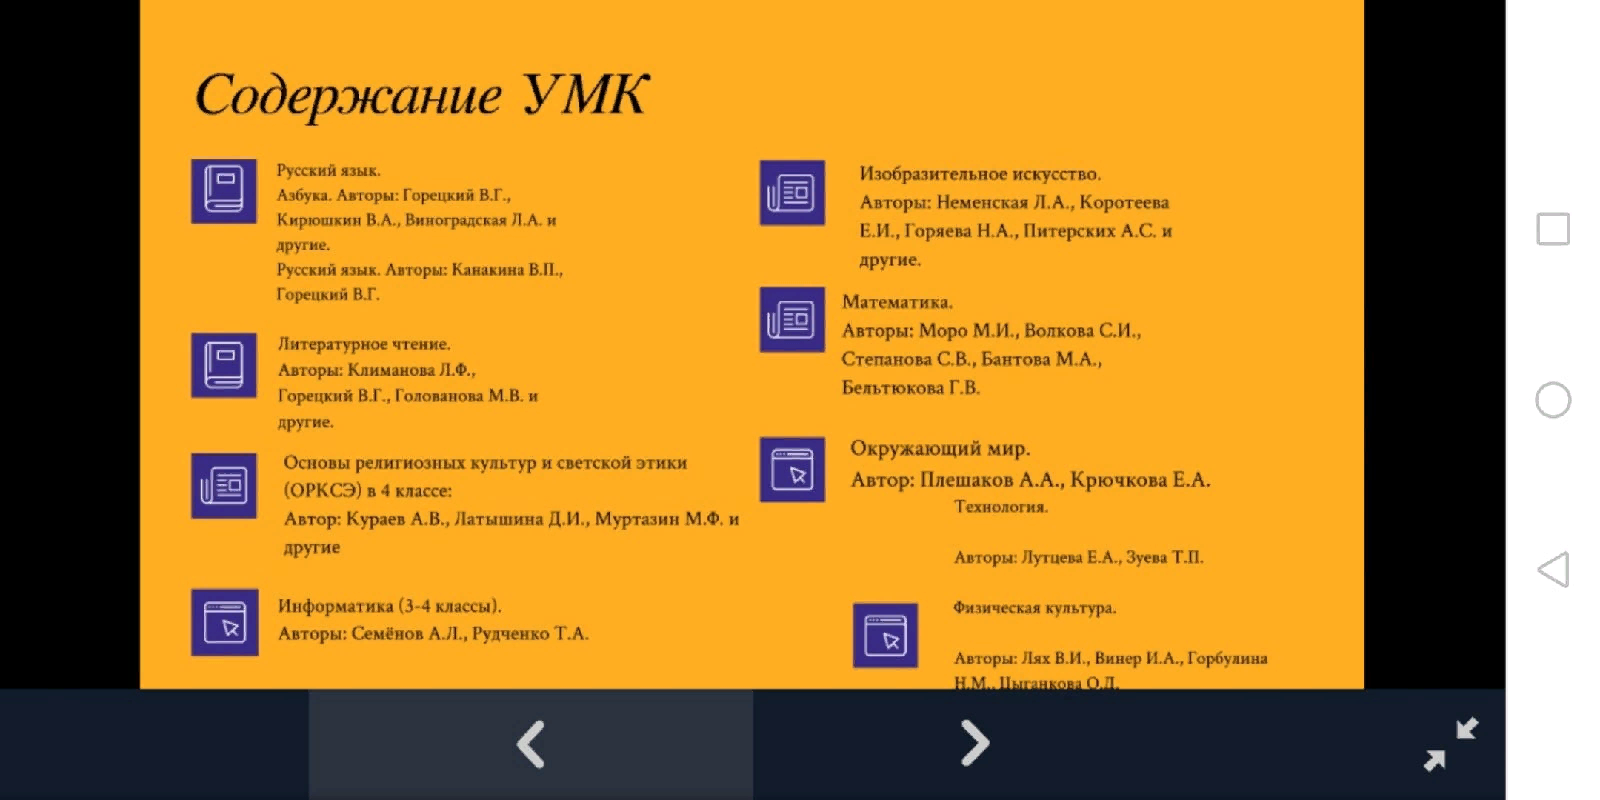 Содержание УМК
Русский язык.
Азбука. Авторы: Горецкий В.Г.,
Кирюшкин В.А., Виноградская Л.А. и
другие.
Русский язык. Авторы: Канакина В.П.,
Горецкий В.Г.
Литературное чтение.
Авторы: Климанова Л.Ф.,
Горецкий В.Г., Голованова М.В. и
другие.
Основы религиозных культур и светской этики
(ОРКСЭ) в 4 классе:
Автор: Кураев А.В., Латышина Д.И., Муртазин М.Ф. и
другие
Информатика (3-4 классы).
Авторы: Семёнов А.Л., Рудченко Т.А.
Изобразительное искусство.
Авторы: Неменская Л.А., Коротеева
Е.И., Горяева Н.А., Питерских А.С. и
другие.
Математика.
Авторы: Моро М.И., Волкова С.И.,
Степанова С.В., Бантова М.А.,
Бельтюкова Г.В.
Окружающий мир.
Автор: Плешаков А.А., Крючкова Е.А.
Технология.
Авторы: Лутцева Е.А., Зуева Т.П.
Физическая культура.
Авторы: Лях В.И., Винер И.А., Горбулина
Н.М., Цыганкова О.Д.